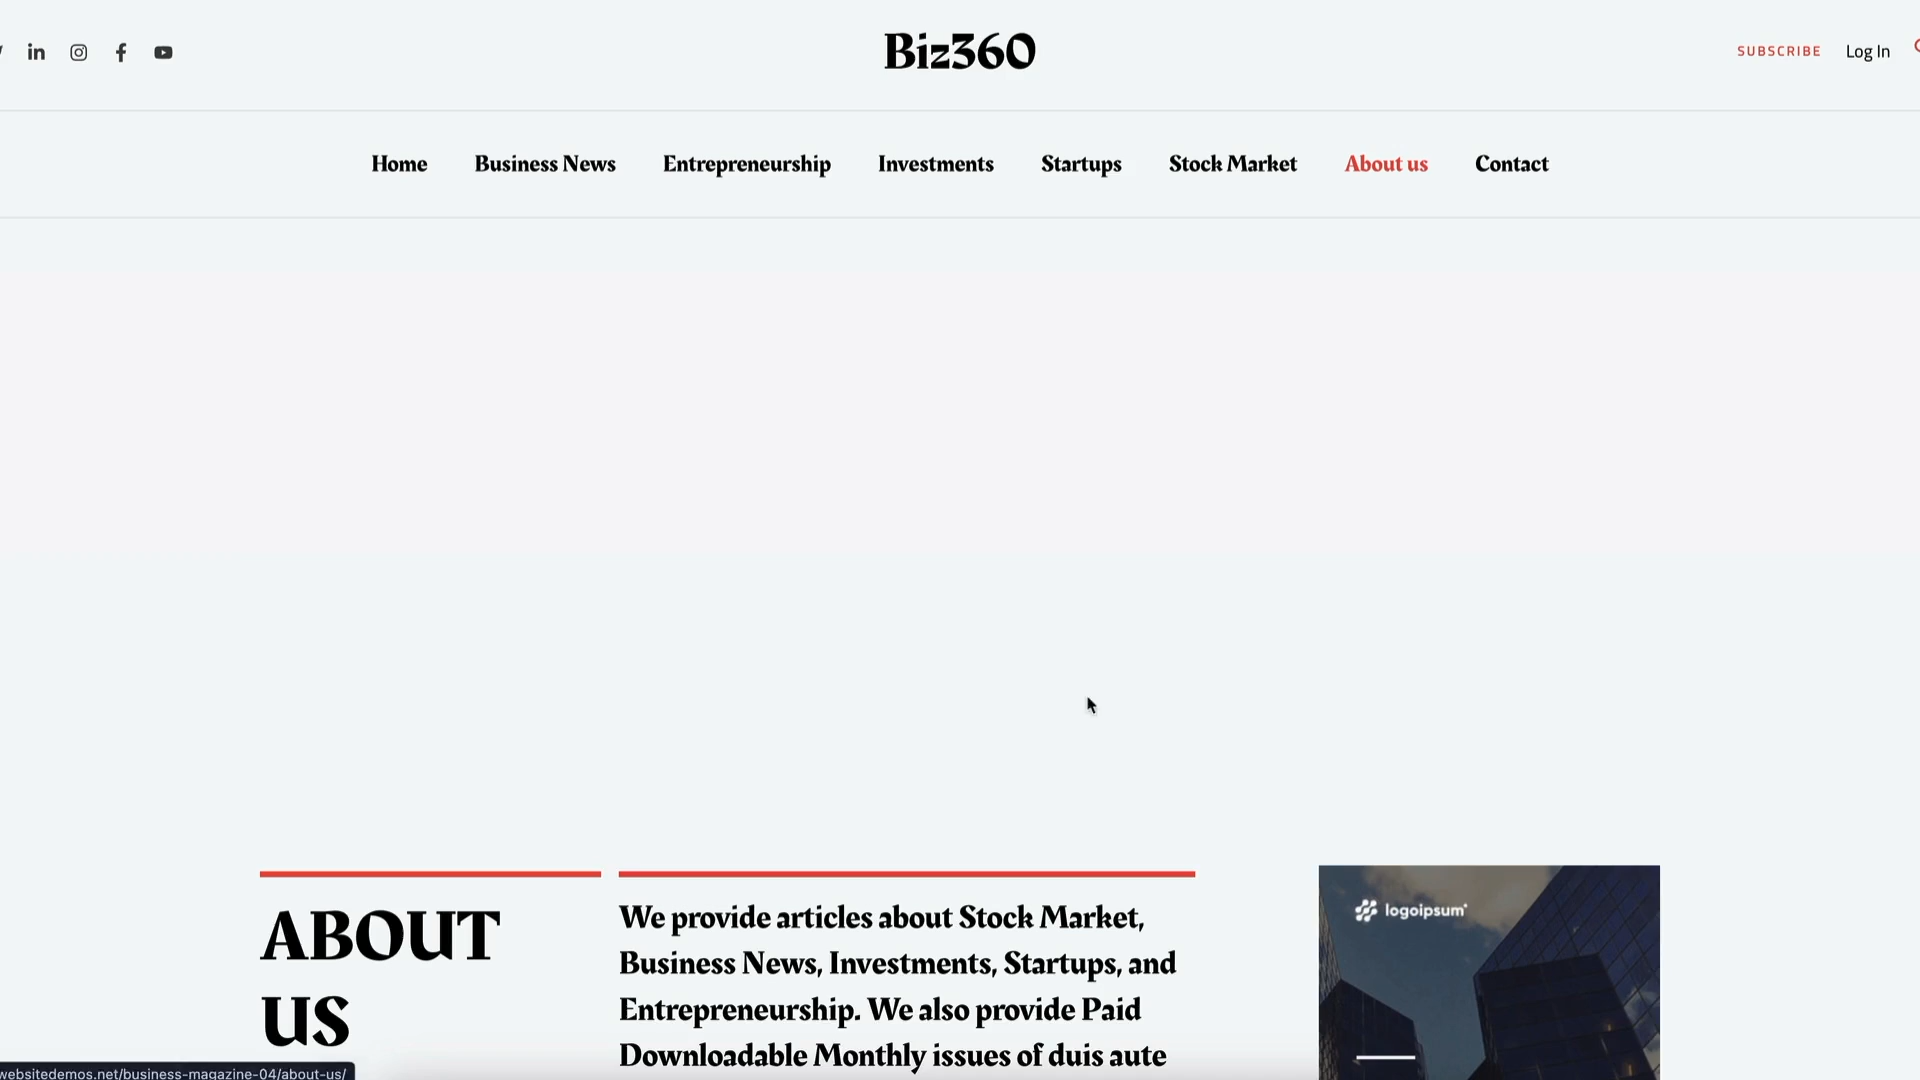 Biz360
SUBSCRIBE
Log In
Home
Business News
Entrepreneurship
Investments
Startups
Stock Market
About us
Contact
ABOUT
US
We provide articles about Stock Market,
Business News, Investments, Startups, and
Entrepreneurship. We also provide Paid
Downloadable Monthly issues of duis aute
logoipsum
websitedemos.net/business-magazine-04/about-us/